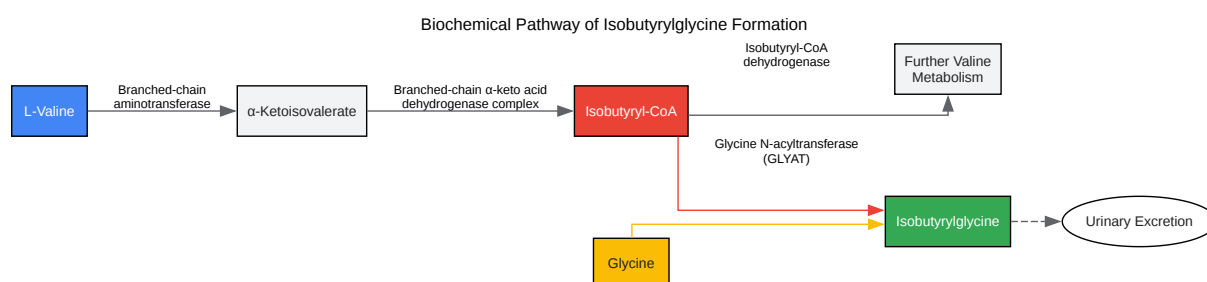 Biochemical Pathway of Isobutyrylglycine Formation
Isobutyryl-CoA
dehydrogenase
Further Valine
Metabolism
L-Valine
Branched-chain
aminotransferase
α-Ketoisovalerate
Branched-chain α-keto acid
dehydrogenase complex
Isobutyryl-CoA
Glycine N-acyltransferase
(GLYAT)
Isobutyrylglycine
Urinary Excretion
Glycine